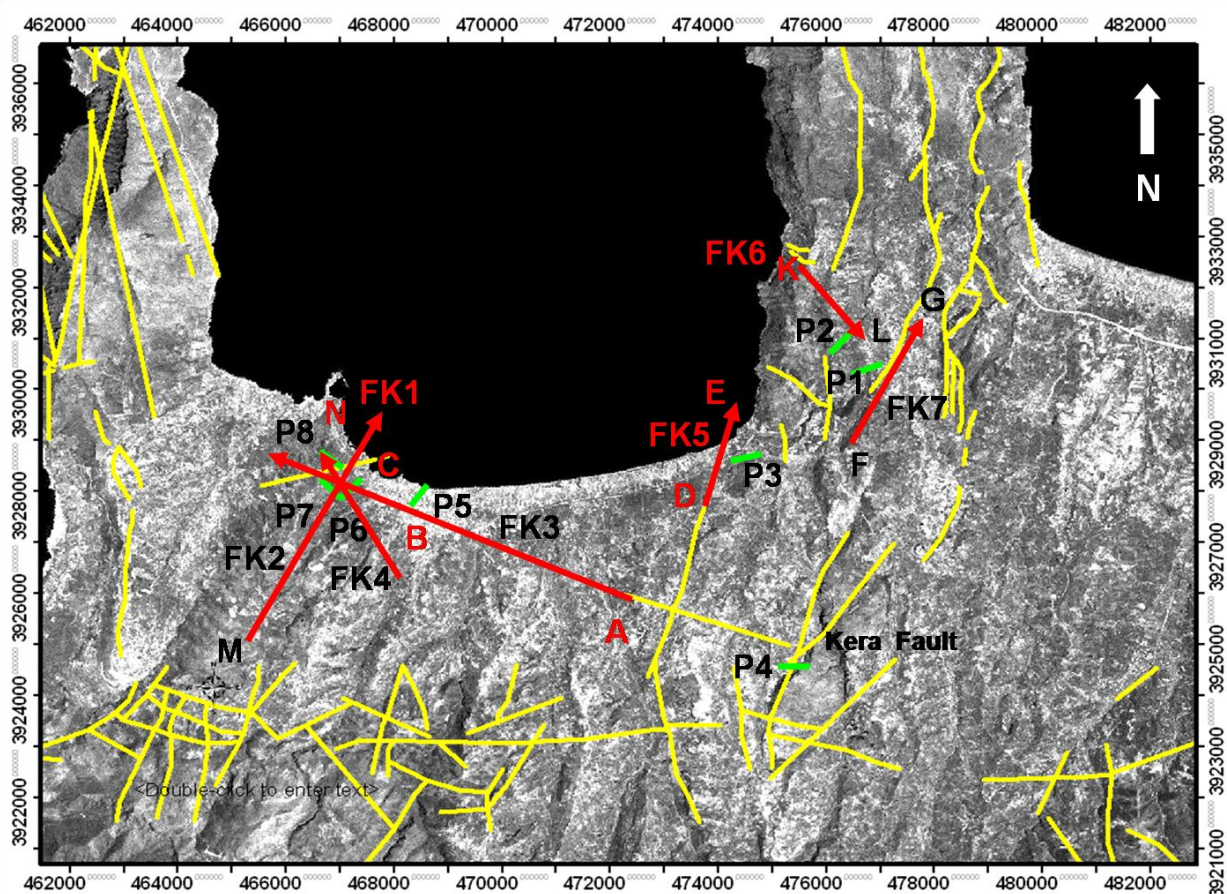 462000 464000 466000 468000 470000 472000 474000 476000 478000 480000 482000
3936000
3934000
3932000
3930000
3928000
3926000
3924000
3922000
3935000
3933000
3931000
3929000
3927000
3925000
3923000
3921000
N
FK6 K
G
P2 L
P1
FK1
N
E
FK7
P8
FK5
C
F
P3
D
P7 P6 P5
B
FK3
FK2
FK4
A
M
Kera Fault
P4
<Double-click to enter text>
462000 464000 466000 468000 470000 472000 474000 476000 478000 480000 482000